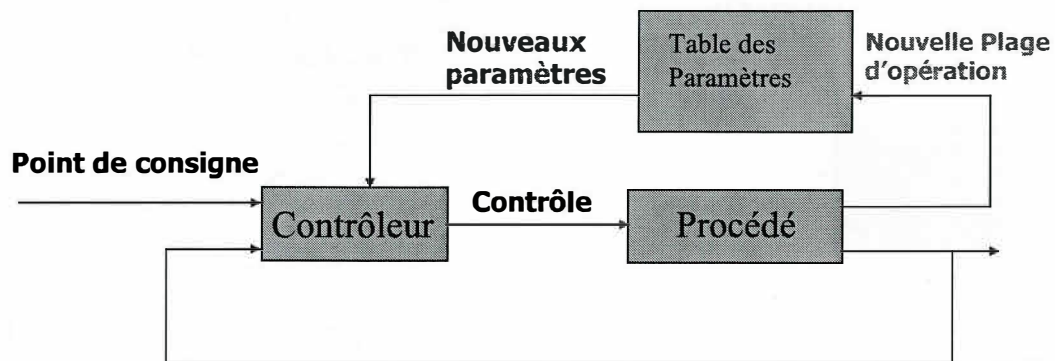 Nouveaux
paramètres
Table des
Paramètres
Nouvelle Plage
d'opération
Point de consigne
Contrôleur
Contrôle
Procédé